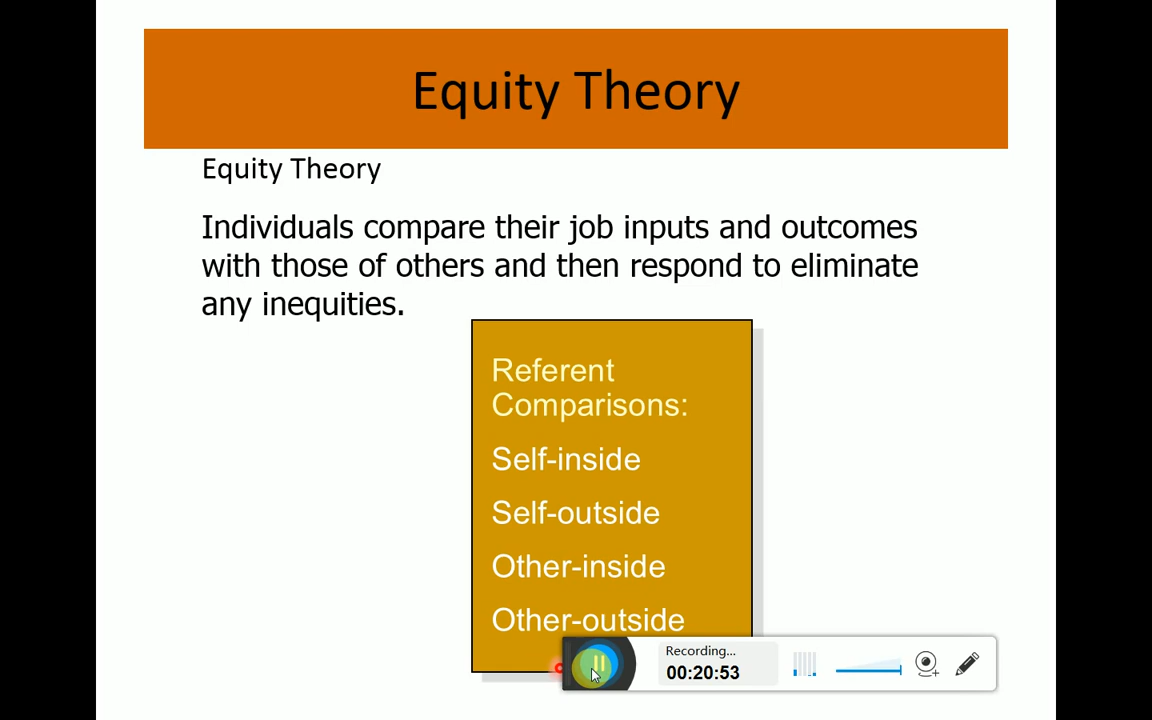 Equity Theory
Equity Theory
Individuals compare their job inputs and outcomes
with those of others and then respond to eliminate
any inequities.
Referent
Comparisons:
Self-inside
Self-outside
Other-inside
Other-outside
Recording...
00:20:53